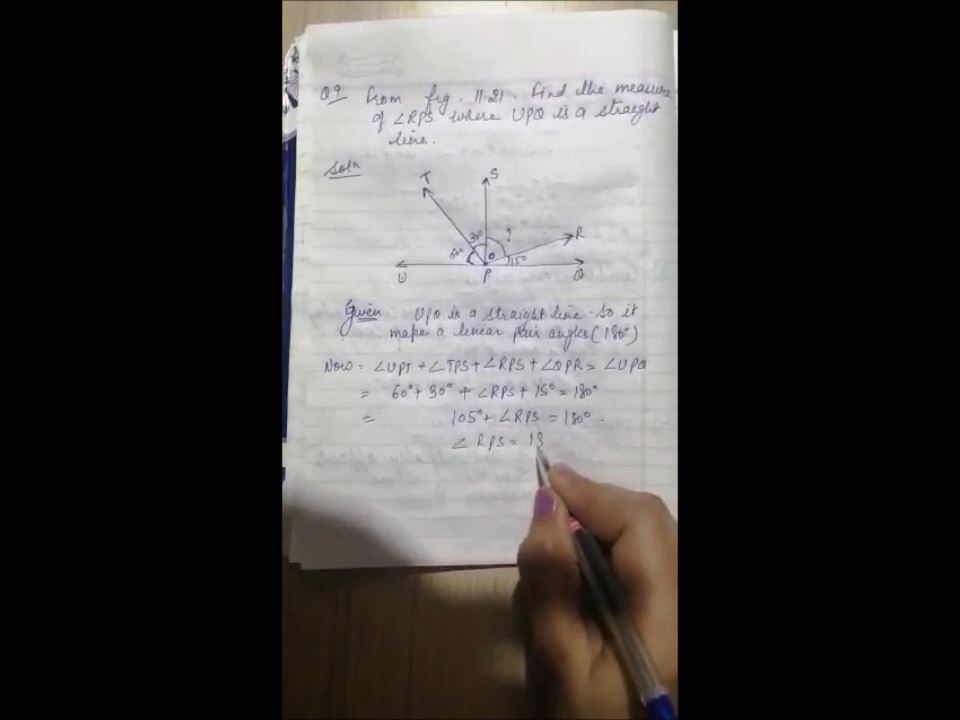 Q9 From fig. 11.21. Find the measure
of ∠RPS where UPQ is a straight
line.
Soln
T
S
30°
?
R
60°
15°
U
P
Q
Given UPQ is a straight line. So it
make a linear pair angles (180°)
Now = ∠UPT + ∠TPS + ∠RPS + ∠QPR = ∠UPQ
= 60° + 30° + ∠RPS + 15° = 180°
= 105° + ∠RPS = 180°.
∠RPS = 18